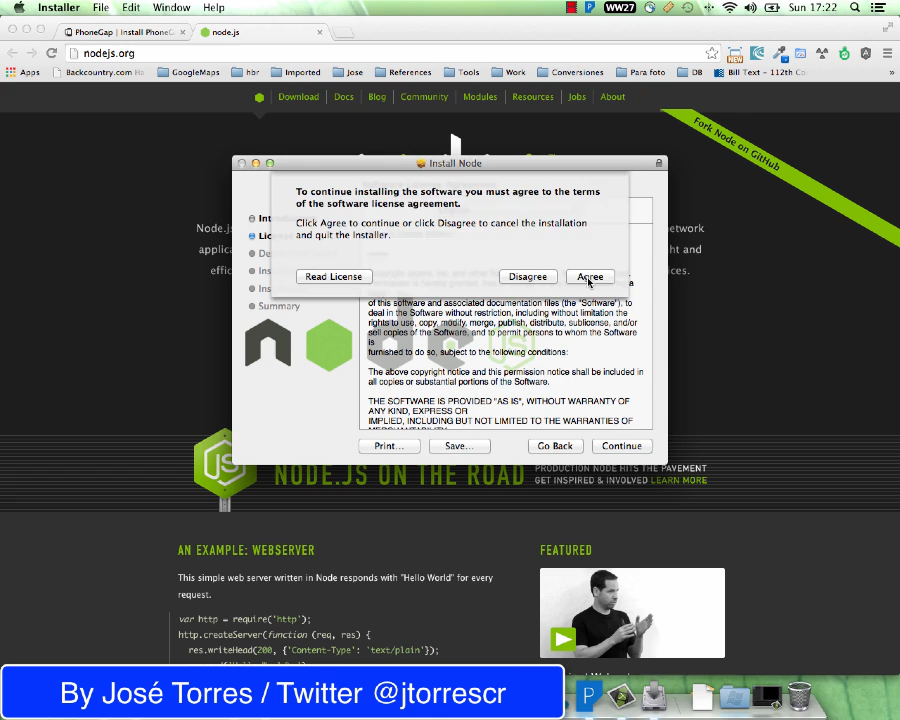 Installer File Edit Window Help WW27 Sun 17:22
PhoneGap | Install PhoneG node.js
nodejs.org
Apps Backcountry.com GoogleMaps hbr Imported Jose References Tools Work Conversiones Para foto DB Bill Text - 112th Co
NEW
Download Docs Blog Community Modules Resources Jobs About
Fork Node on GitHub
Install Node
To continue installing the software you must agree to the terms
of the software license agreement.
Click Agree to continue or click Disagree to cancel the installation
and quit the Installer.
Read License Disagree Agree
Node.j
applica
network
and
es.
Summary
of this software and associated documentation files (the "Software"), to
deal in the Software without restriction, including without limitation the
rights to use, copy, modify, merge, publish, distribute, sublicense, and/or
sell copies of the Software, and to permit persons to whom the Software
is
furnished to do so, subject to the following conditions:
The above copyright notice and this permission notice shall be included in
all copies or substantial portions of the Software.
THE SOFTWARE IS PROVIDED "AS IS", WITHOUT WARRANTY OF
ANY KIND, EXPRESS OR
IMPLIED, INCLUDING BUT NOT LIMITED TO THE WARRANTIES OF
Print... Save... Go Back Continue
JS
NODE.JS ON THE ROAD
PRODUCTION NODE HITS THE PAVEMENT
GET INSPIRED & INVOLVED LEARN MORE
AN EXAMPLE: WEBSERVER
This simple web server written in Node responds with "Hello World" for every
request.
var http = require('http');
http.createServer(function (req, res) {
res.writeHead(200, {'Content-Type': 'text/plain'});
FEATURED
By José Torres / Twitter @jtorrescr